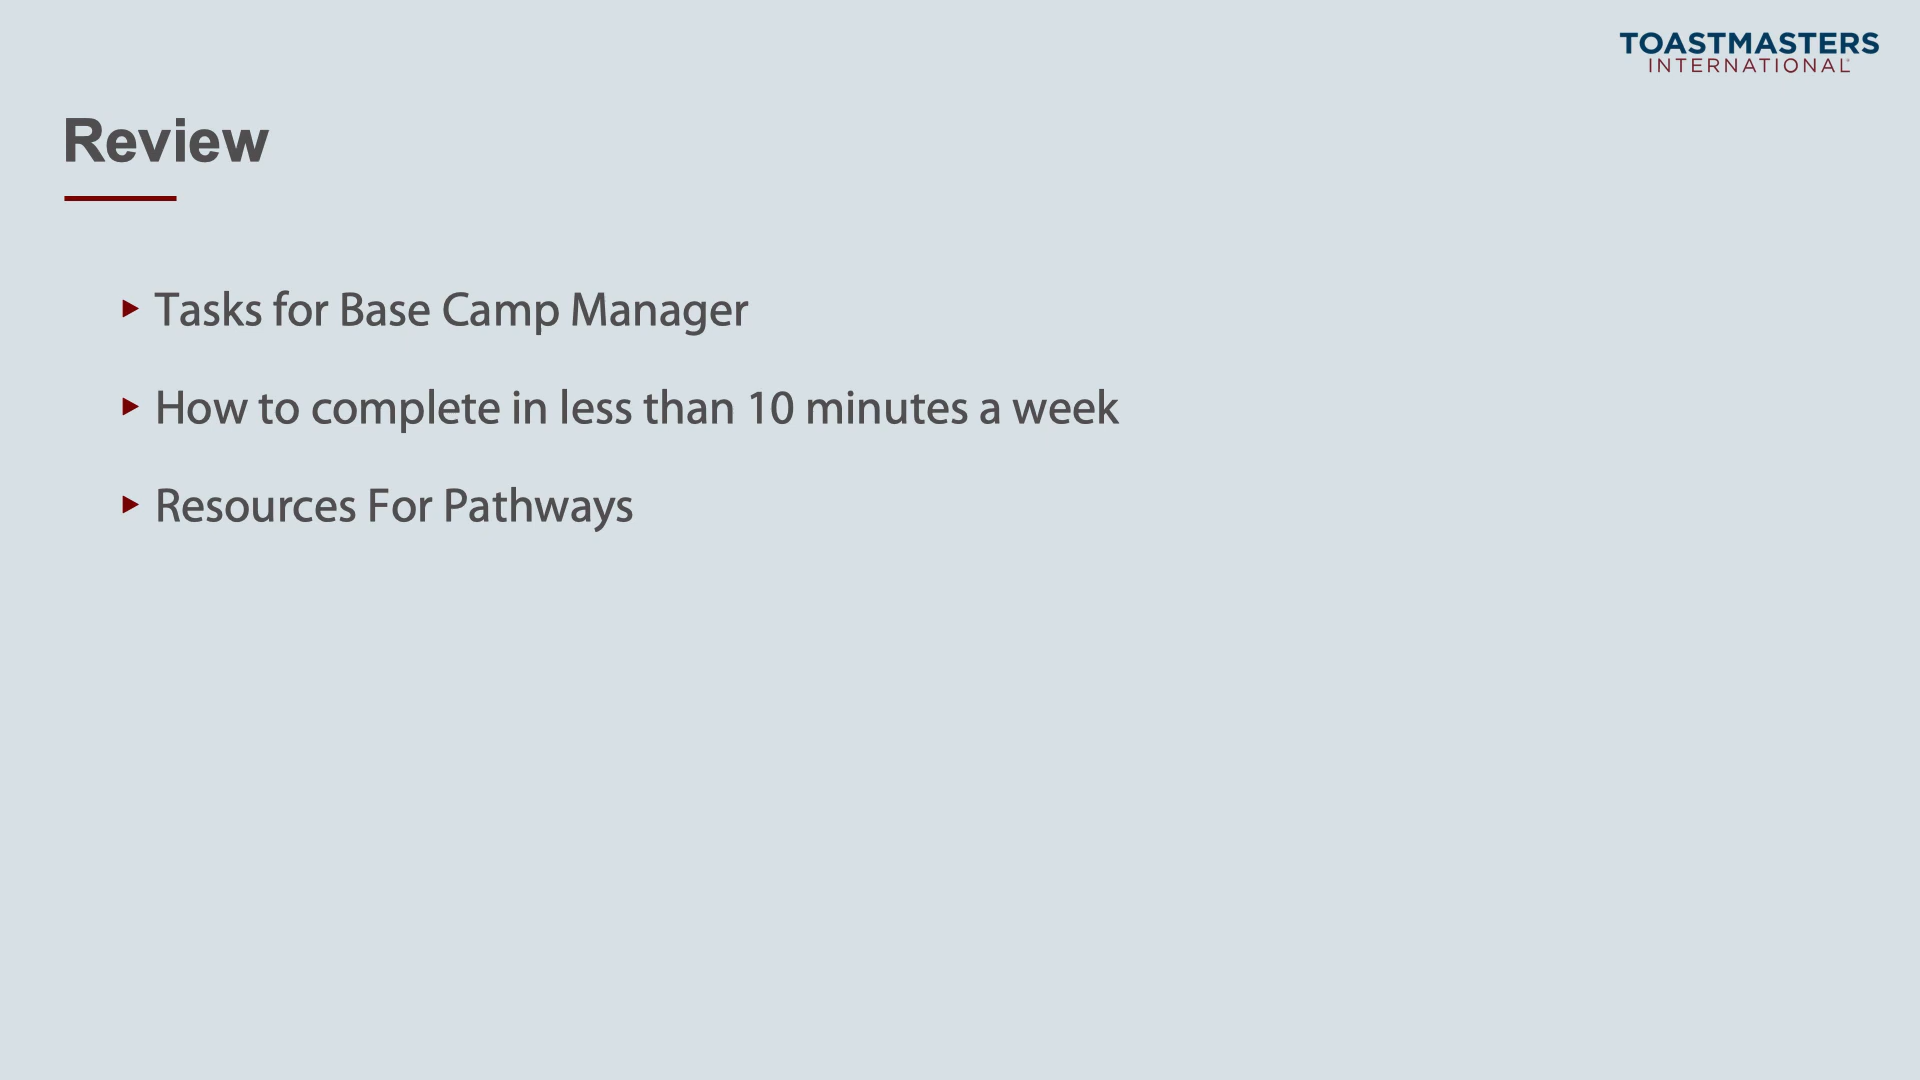 TOASTMASTERS
INTERNATIONAL
Review
Tasks for Base Camp Manager
How to complete in less than 10 minutes a week
Resources For Pathways